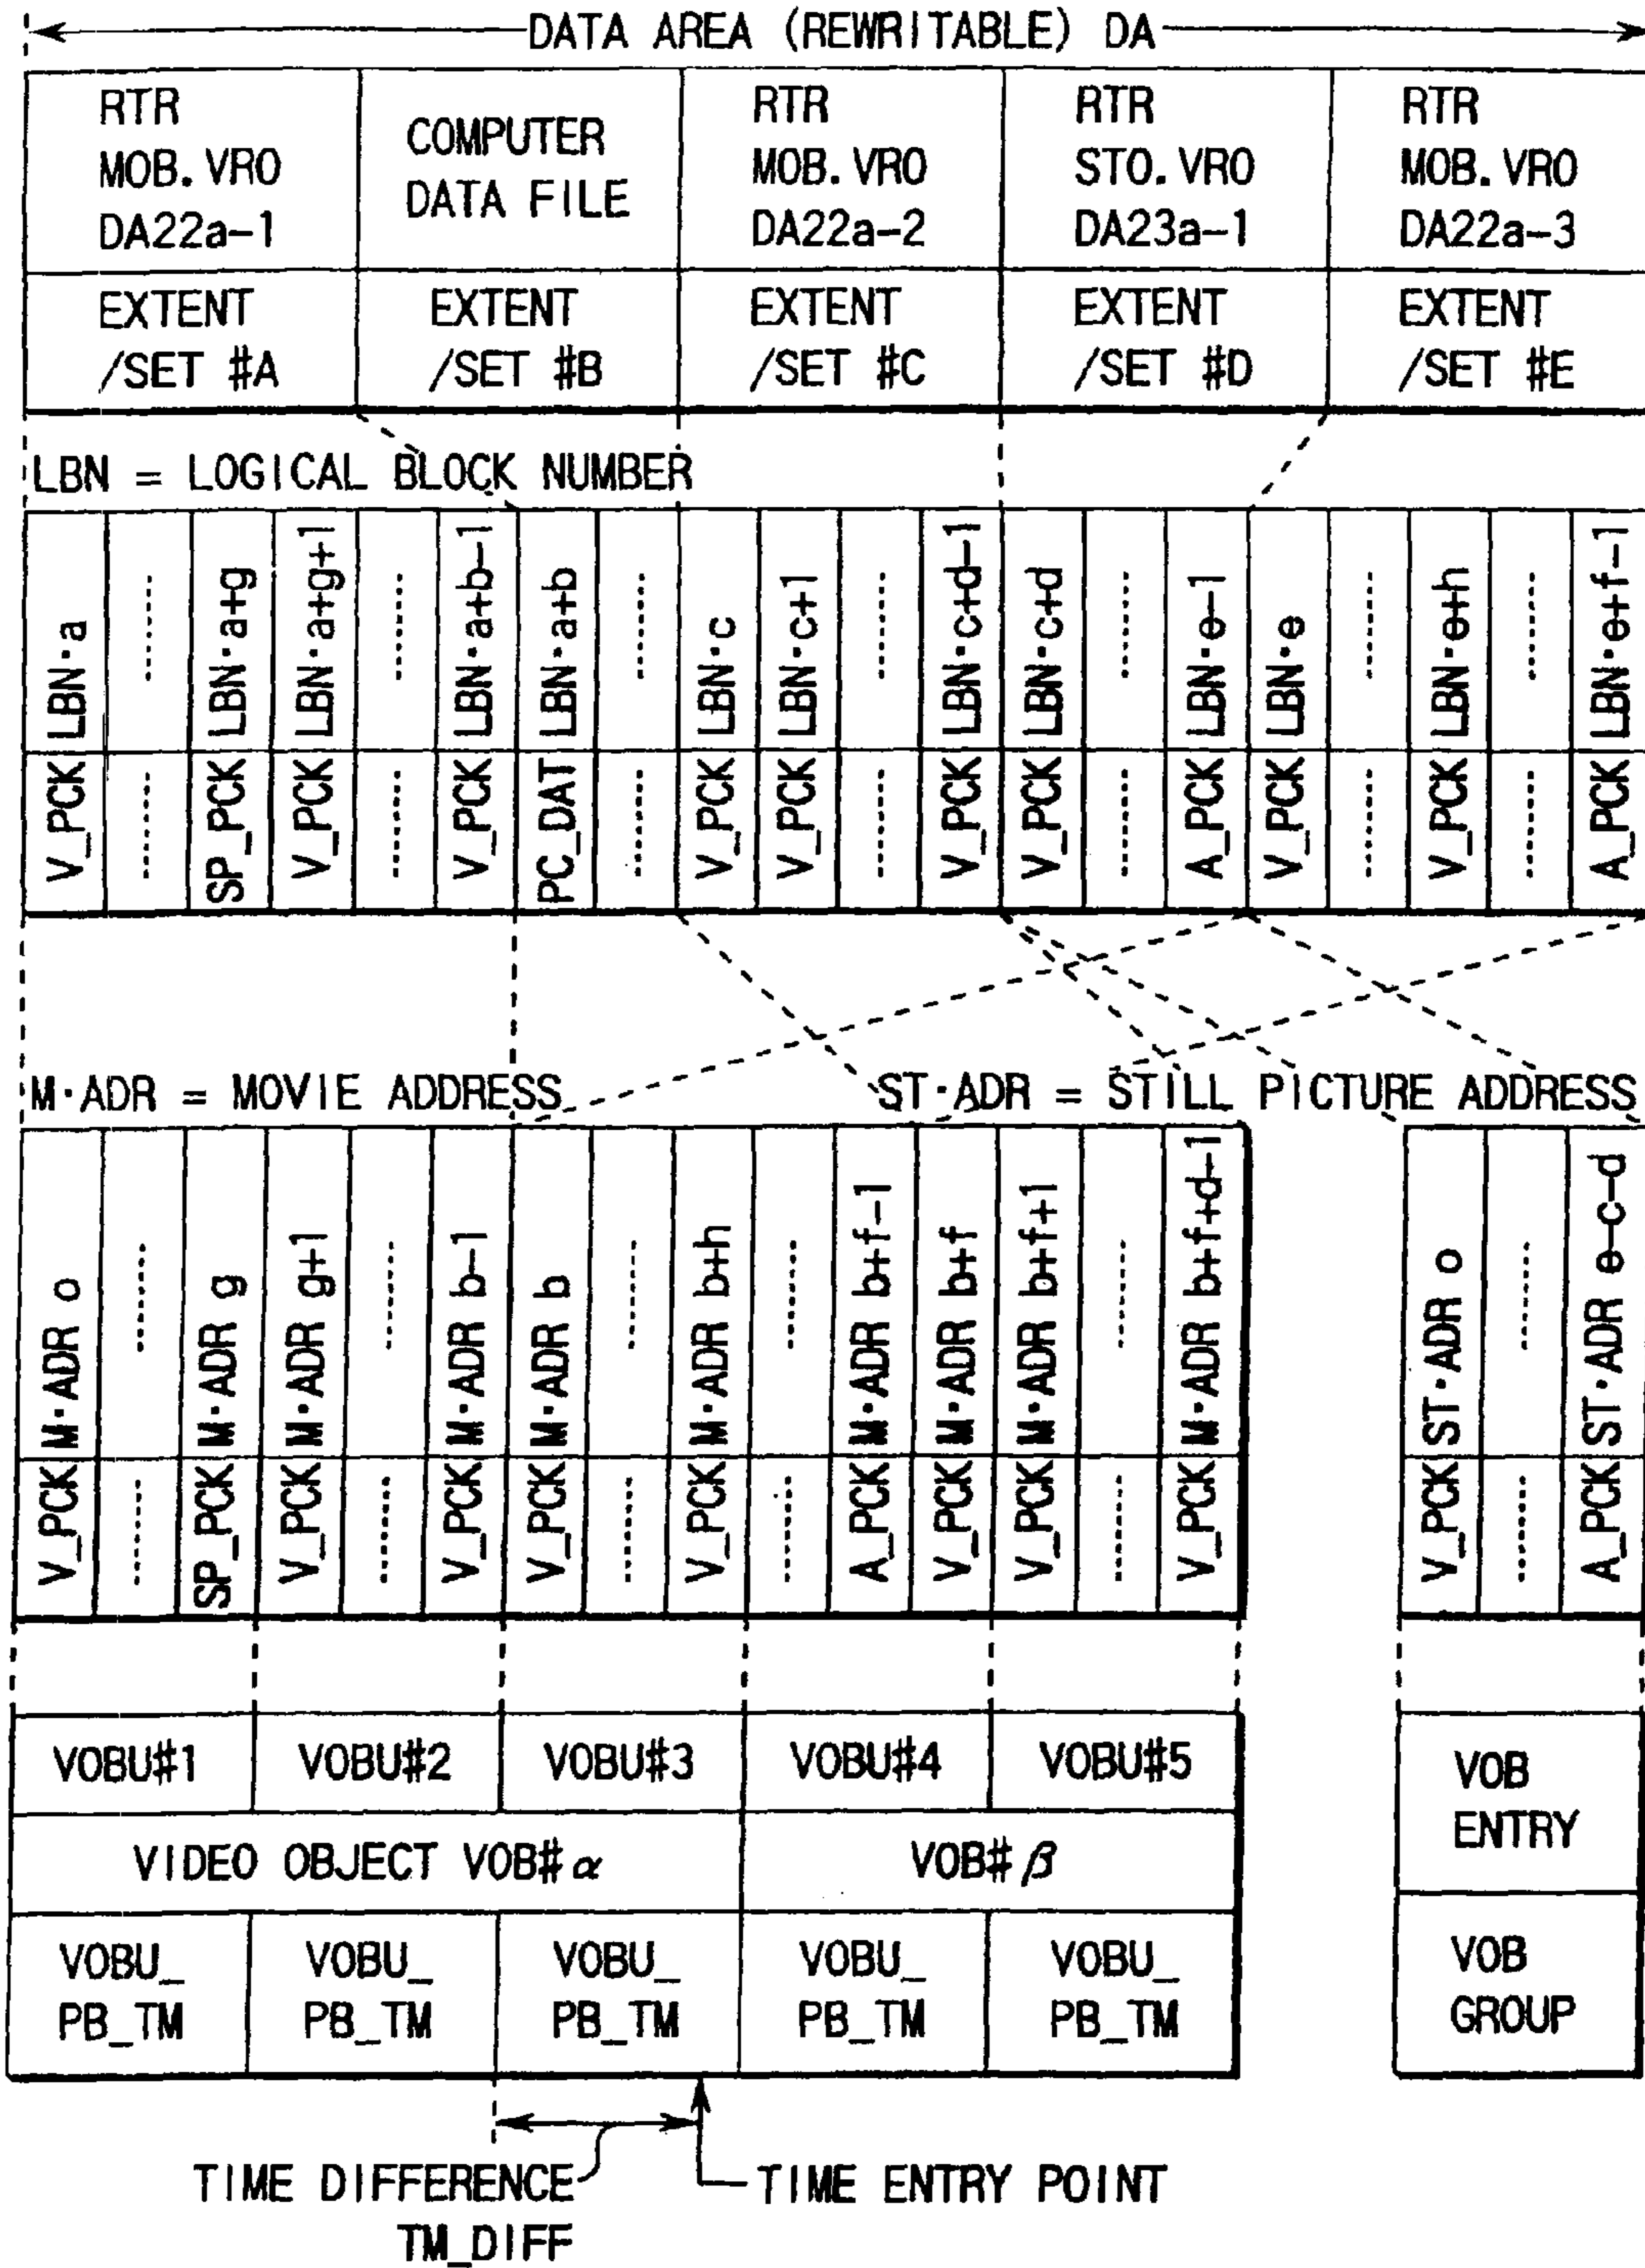 DATA AREA (REWRITABLE) DA
RTR
MOB. VRO
DA22a-1
COMPUTER
DATA FILE
RTR
MOB. VRO
DA22a-2
RTR
STO. VRO
DA23a-1
RTR
MOB. VRO
DA22a-3
EXTENT
/SET #A
EXTENT
/SET #B
EXTENT
/SET #C
EXTENT
/SET #D
EXTENT
/SET #E
LBN = LOGICAL BLOCK NUMBER
LBN·a
LBN·a+g
LBN·a+g+1
LBN·a+b-1
LBN·a+b
LBN·c
LBN·c+1
LBN·c+d-1
LBN·c+d
LBN·e-1
LBN·e
LBN·e+h
LBN·e+f-1
V_PCK
SP_PCK
V_PCK
V_PCK
PC_DAT
V_PCK
V_PCK
V_PCK
V_PCK
A_PCK
V_PCK
V_PCK
A_PCK
M·ADR = MOVIE ADDRESS
ST·ADR = STILL PICTURE ADDRESS
M·ADR o
M·ADR g
M·ADR g+1
M·ADR b-1
M·ADR b
M·ADR b+h
M·ADR b+f-1
M·ADR b+f
M·ADR b+f+1
M·ADR b+f+d-1
ST·ADR o
ST·ADR e-c-d
V_PCK
SP_PCK
V_PCK
V_PCK
V_PCK
V_PCK
A_PCK
V_PCK
V_PCK
V_PCK
V_PCK
A_PCK
VOBU#1
VOBU#2
VOBU#3
VOBU#4
VOBU#5
VOB
ENTRY
VIDEO OBJECT VOB# α
VOB# β
VOBU_
PB_TM
VOBU_
PB_TM
VOBU_
PB_TM
VOBU_
PB_TM
VOBU_
PB_TM
VOB
GROUP
TIME DIFFERENCE
TM_DIFF
TIME ENTRY POINT